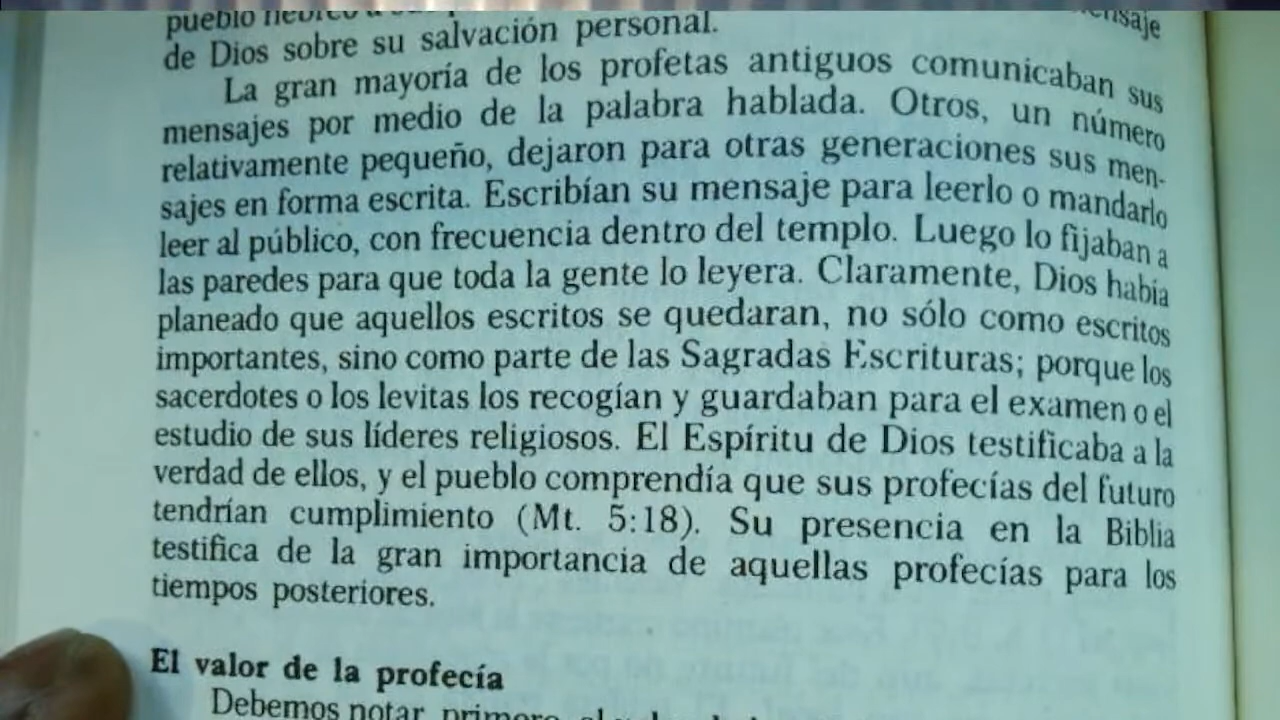 pueblo hebreo a su
mensaje
de Dios sobre su salvación personal.
La gran mayoría de los profetas antiguos comunicaban sus
mensajes por medio de la palabra hablada. Otros, un número
relativamente pequeño, dejaron para otras generaciones sus men-
sajes en forma escrita. Escribían su mensaje para leerlo o mandarlo
leer al público, con frecuencia dentro del templo. Luego lo fijaban a
las paredes para que toda la gente lo leyera. Claramente, Dios había
planeado que aquellos escritos se quedaran, no sólo como escritos
importantes, sino como parte de las Sagradas Escrituras; porque los
sacerdotes o los levitas los recogían y guardaban para el examen o el
estudio de sus líderes religiosos. El Espíritu de Dios testificaba a la
verdad de ellos, y el pueblo comprendía que sus profecías del futuro
tendrían cumplimiento (Mt. 5:18). Su presencia en la Biblia
testifica de la gran importancia de aquellas profecías para los
tiempos posteriores.
El valor de la profecía
Debemos notar, primero, el valor